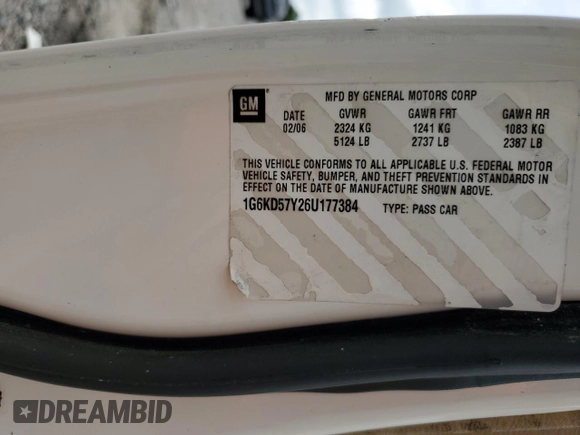 GM
MFD BY GENERAL MOTORS CORP
DATE GVWR GAWR FRT GAWR RR
02/06 2324 KG 1241 KG 1083 KG
5124 LB 2737 LB 2387 LB
THIS VEHICLE CONFORMS TO ALL APPLICABLE U.S. FEDERAL MOTOR
VEHICLE SAFETY, BUMPER, AND THEFT PREVENTION STANDARDS IN
EFFECT ON THE DATE OF MANUFACTURE SHOWN ABOVE.
1G6KD57Y26U177384 TYPE: PASS CAR
DREAMBID